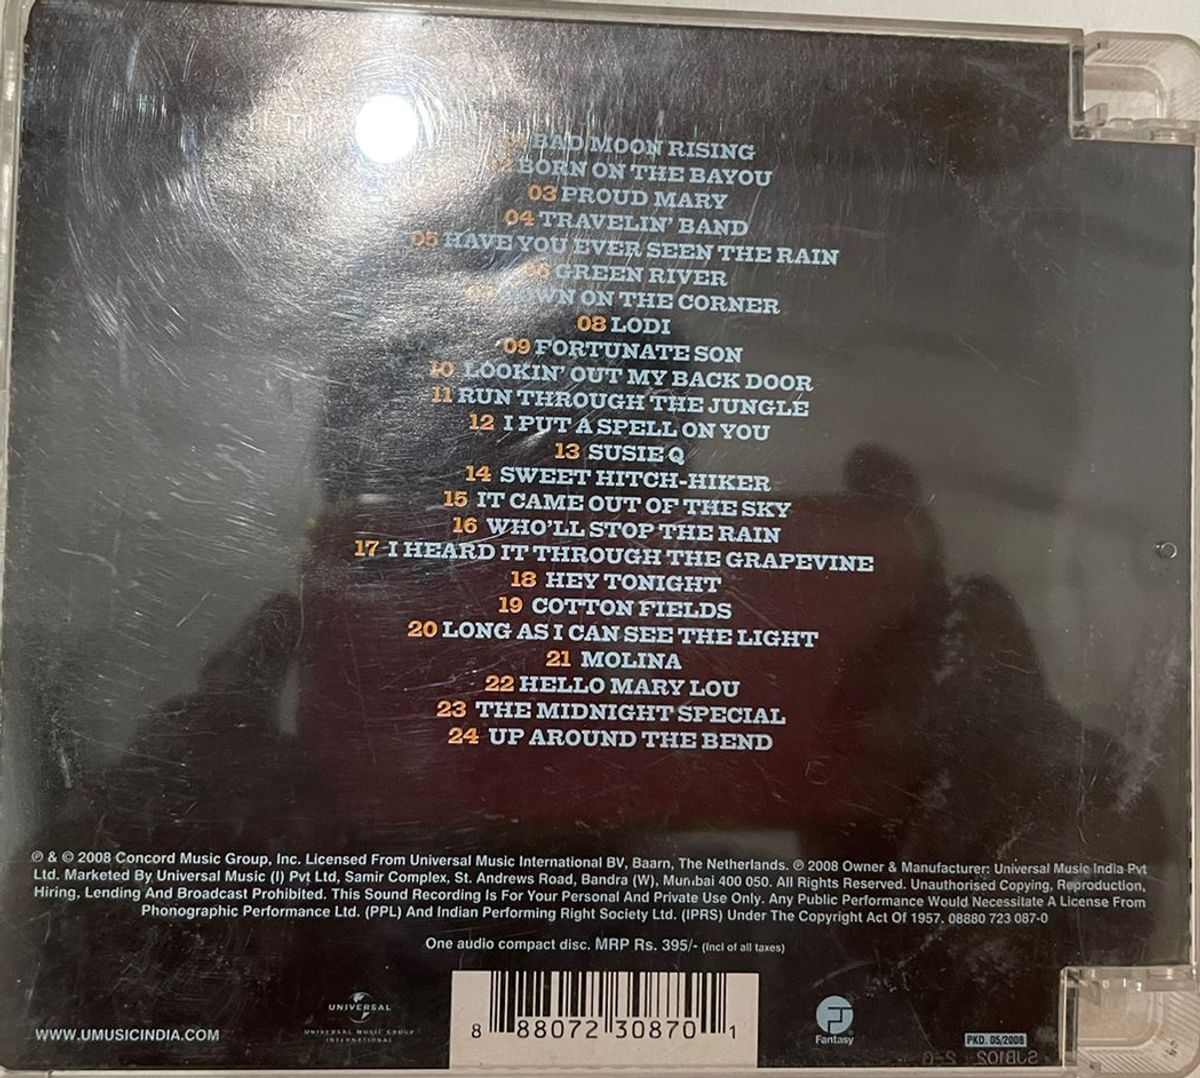 BAD MOON RISING
BORN ON THE BAYOU
03 PROUD MARY
04 TRAVELIN' BAND
05 HAVE YOU EVER SEEN THE RAIN
06 GREEN RIVER
DOWN ON THE CORNER
08 LODI
09 FORTUNATE SON
10 LOOKIN' OUT MY BACK DOOR
11 RUN THROUGH THE JUNGLE
12 I PUT A SPELL ON YOU
13 SUSIE Q
14 SWEET HITCH-HIKER
15 IT CAME OUT OF THE SKY
16 WHO'LL STOP THE RAIN
17 I HEARD IT THROUGH THE GRAPEVINE
18 HEY TONIGHT
19 COTTON FIELDS
20 LONG AS I CAN SEE THE LIGHT
21 MOLINA
22 HELLO MARY LOU
23 THE MIDNIGHT SPECIAL
24 UP AROUND THE BEND
℗ & © 2008 Concord Music Group, Inc. Licensed From Universal Music International BV, Baarn, The Netherlands. ℗ 2008 Owner & Manufacturer: Universal Music India Pvt
Ltd. Marketed By Universal Music (I) Pvt Ltd, Samir Complex, St. Andrews Road, Bandra (W), Mumbai 400 050. All Rights Reserved. Unauthorised Copying, Reproduction,
Hiring, Lending And Broadcast Prohibited. This Sound Recording Is For Your Personal And Private Use Only. Any Public Performance Would Necessitate A License From
Phonographic Performance Ltd. (PPL) And Indian Performing Right Society Ltd. (IPRS) Under The Copyright Act Of 1957. 08880 723 087-0
One audio compact disc. MRP Rs. 395/- (Incl of all taxes)
WWW.UMUSICINDIA.COM
UNIVERSAL
UNIVERSAL MUSIC GROUP
INTERNATIONAL
8 88072 30870 1
Fantasy
PKD. 05/2008